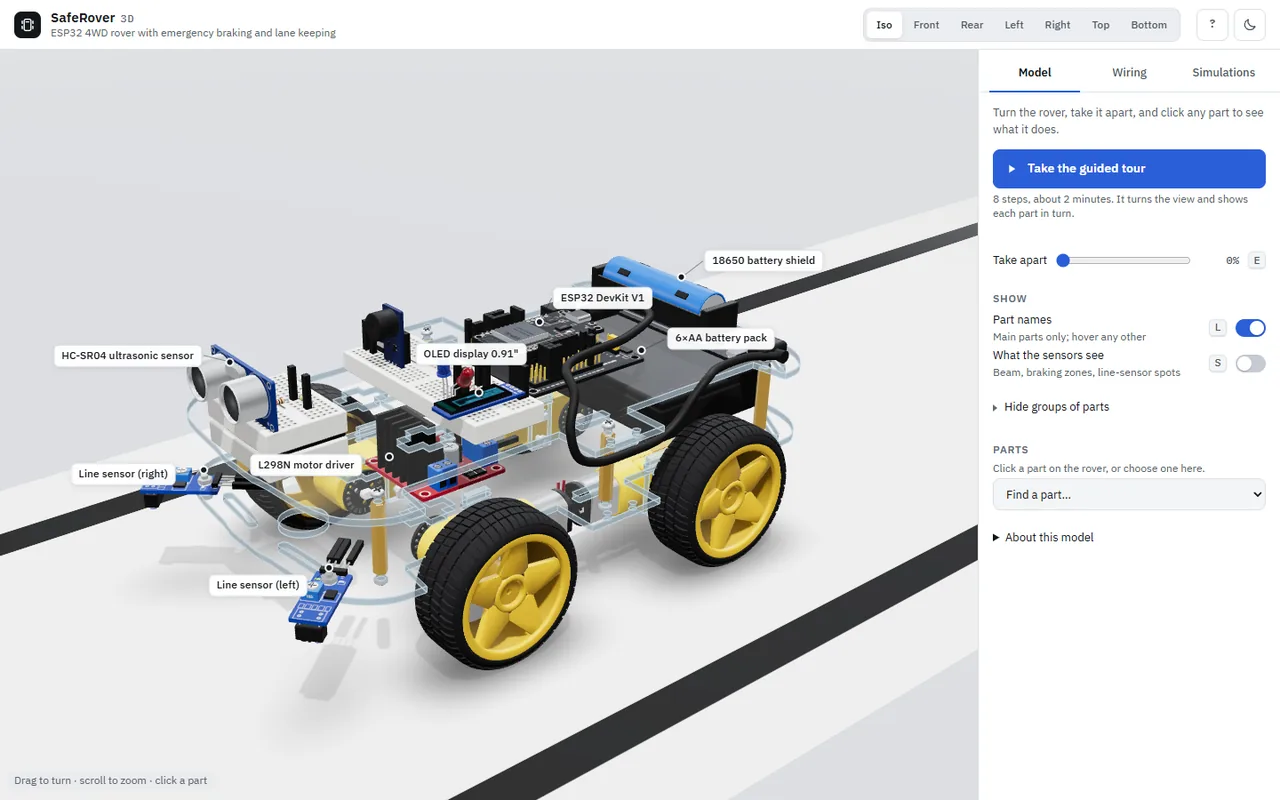 SafeRover 3D
ESP32 4WD rover with emergency braking and lane keeping
Iso
Front
Rear
Left
Right
Top
Bottom
?
Model
Wiring
Simulations
Turn the rover, take it apart, and click any part to see
what it does.
Take the guided tour
8 steps, about 2 minutes. It turns the view and shows
each part in turn.
Take apart
0%
E
SHOW
Part names
Main parts only; hover any other
L
What the sensors see
Beam, braking zones, line-sensor spots
S
Hide groups of parts
PARTS
Click a part on the rover, or choose one here.
Find a part...
About this model
18650 battery shield
ESP32 DevKit V1
6×AA battery pack
OLED display 0.91"
HC-SR04 ultrasonic sensor
L298N motor driver
Line sensor (right)
Line sensor (left)
Drag to turn · scroll to zoom · click a part